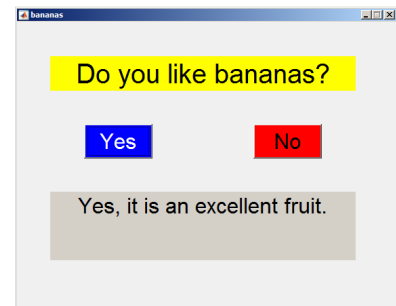 bananas
Do you like bananas?
Yes
No
Yes, it is an excellent fruit.